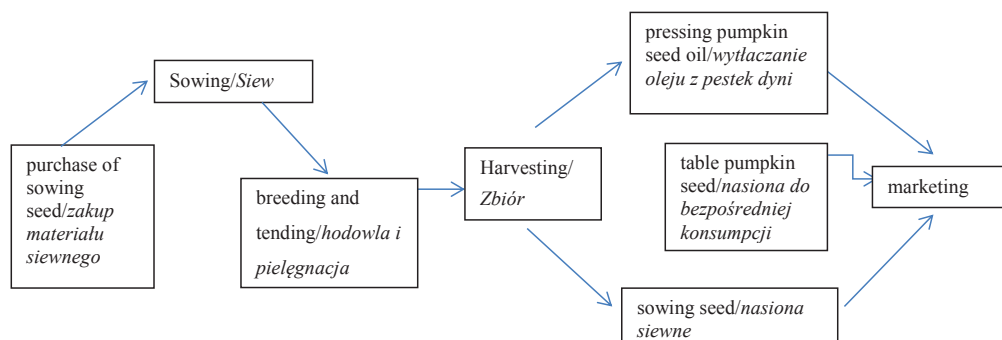 purchase of
sowing
seed/zakup
materiału
siewnego
Sowing/Siew
breeding and
tending/hodowla i
pielęgnacja
Harvesting/
Zbiór
pressing pumpkin
seed oil/wytłaczanie
oleju z pestek dyni
table pumpkin
seed/nasiona do
bezpośredniej
konsumpcji
sowing seed/nasiona
siewne
marketing